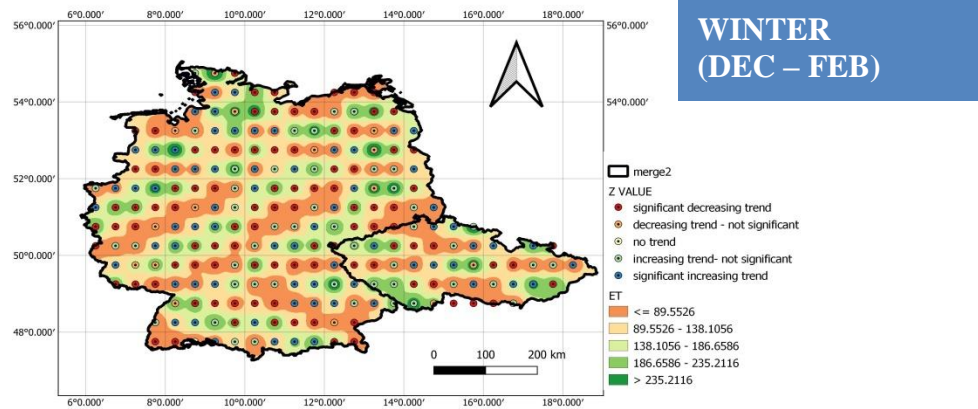 8°0.000′
10°0.000′
12°0.000′
14°0.000′
16°0.000′
18°0.000′
6°0.000′
56°0.000′
56°0.000′
54°0.000′
54°0.000′
52°0.000′
50°0.000′
48°0.000′
6°0.000′
8°0.000′
10°0.000′
12°0.000′
14°0.000′
16°0.000′
18°0.000′
0 100 200 km
WINTER
(DEC – FEB)
merge2
Z VALUE
significant decreasing trend
decreasing trend - not significant
no trend
increasing trend- not significant
significant increasing trend
ET
<= 89.5526
89.5526 - 138.1056
138.1056 - 186.6586
186.6586 - 235.2116
> 235.2116